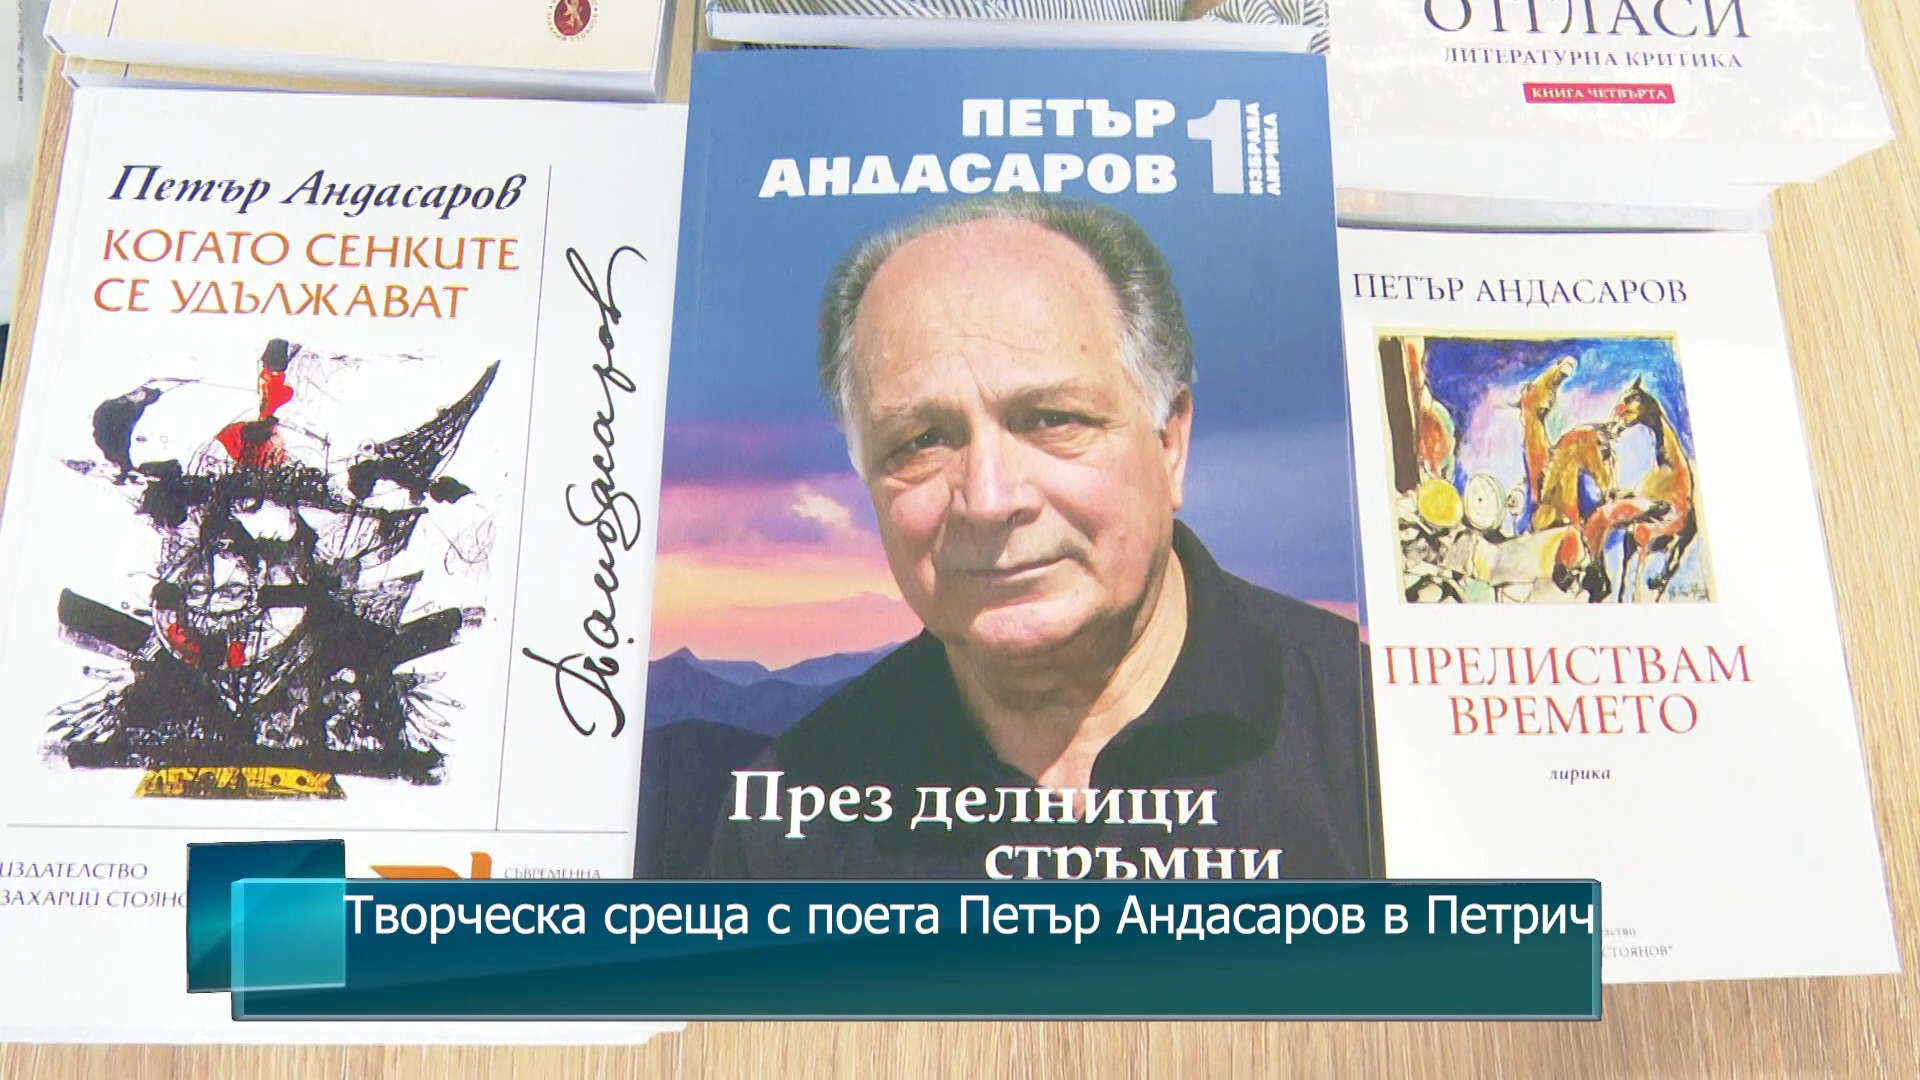 ОТГЛАСИ
ЛИТЕРАТУРНА КРИТИКА
КНИГА ЧЕТВЪРТА
Петър Андасаров
КОГАТО СЕНКИТЕ
СЕ УДЪЛЖАВАТ
ИЗДАТЕЛСТВО
ЗАХАРИЙ СТОЯНО
СЪВРЕМЕННА
ПЕТЪР
АНДАСАРОВ
1
ИЗБРАНА
ЛИРИКА
През делници
стръмни
ПЕТЪР АНДАСАРОВ
ПРЕЛИСТВАМ
ВРЕМЕТО
лирика
СТОЯНОВ"
Творческа среща с поета Петър Андасаров в Петрич